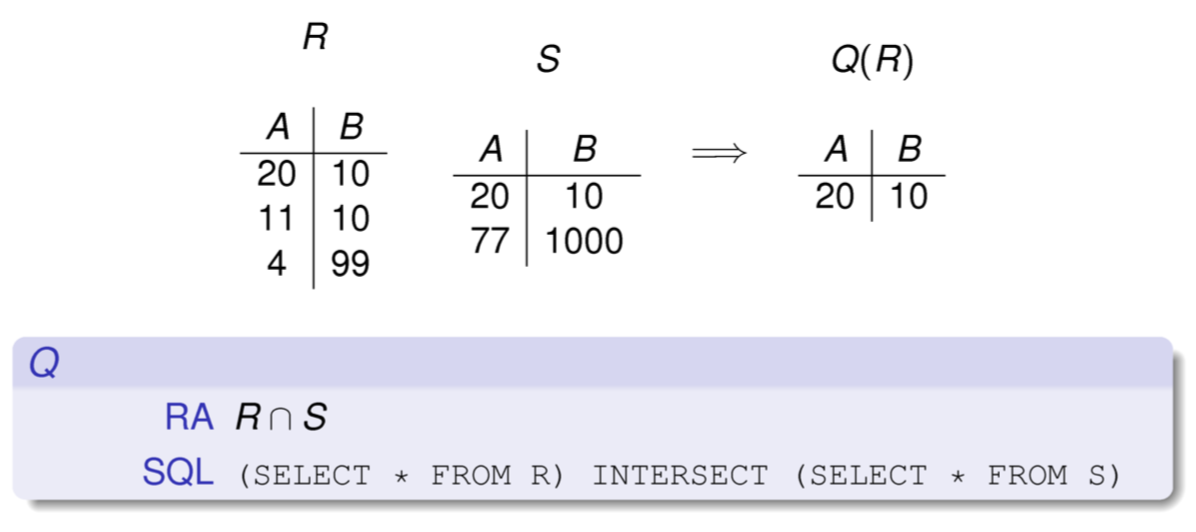 R S Q(R)
A B A B ⟹ A B
20 10 20 10 20 10
11 10 77 1000
4 99
Q
RA R ∩ S
SQL (SELECT * FROM R) INTERSECT (SELECT * FROM S)